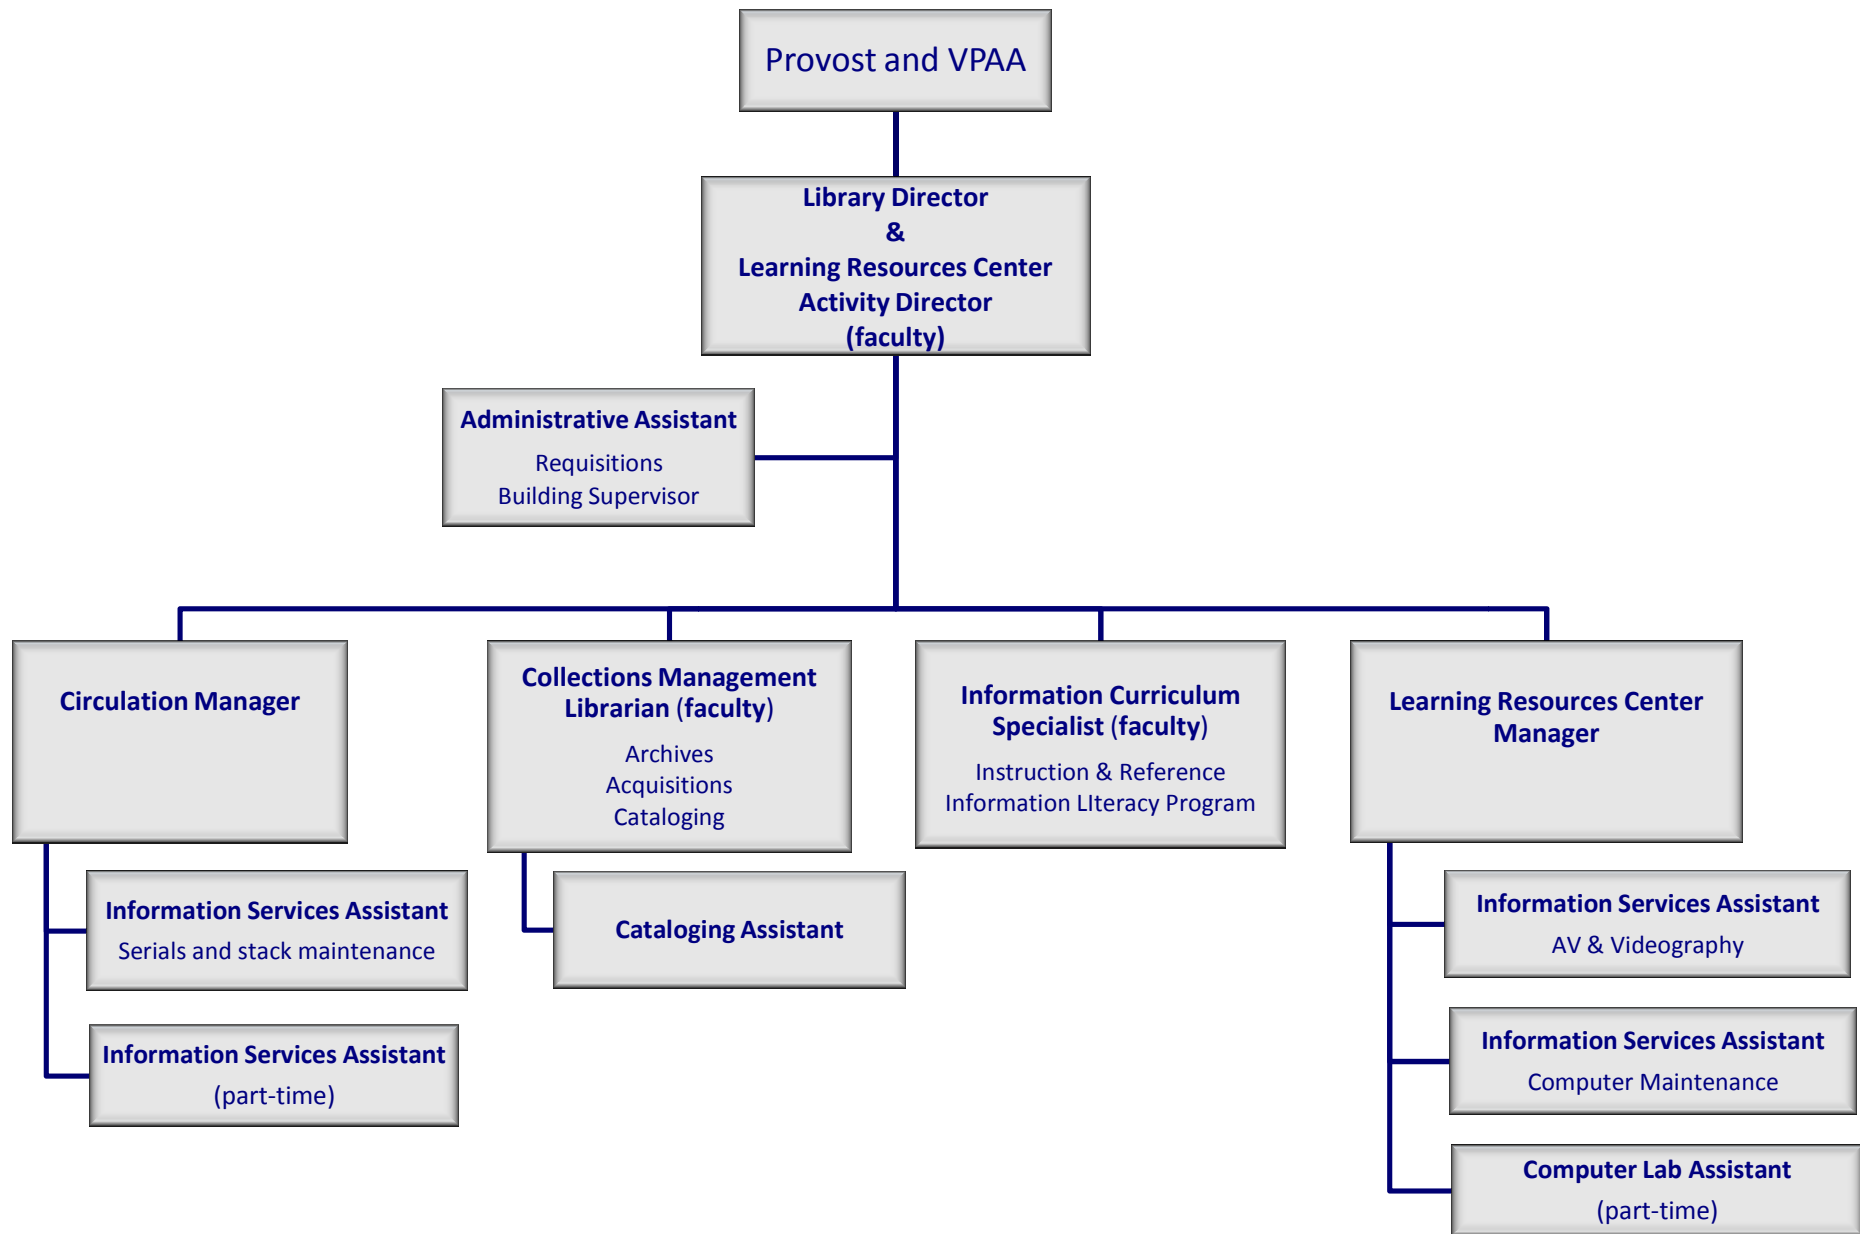 Provost and VPAA
Library Director
&
Learning Resources Center
Activity Director
(faculty)
Administrative Assistant
Requisitions
Building Supervisor
Circulation Manager
Collections Management
Librarian (faculty)
Archives
Acquisitions
Cataloging
Information Curriculum
Specialist (faculty)
Instruction & Reference
Information LIteracy Program
Learning Resources Center
Manager
Information Services Assistant
Serials and stack maintenance
Information Services Assistant
(part-time)
Cataloging Assistant
Information Services Assistant
AV & Videography
Information Services Assistant
Computer Maintenance
Computer Lab Assistant
(part-time)